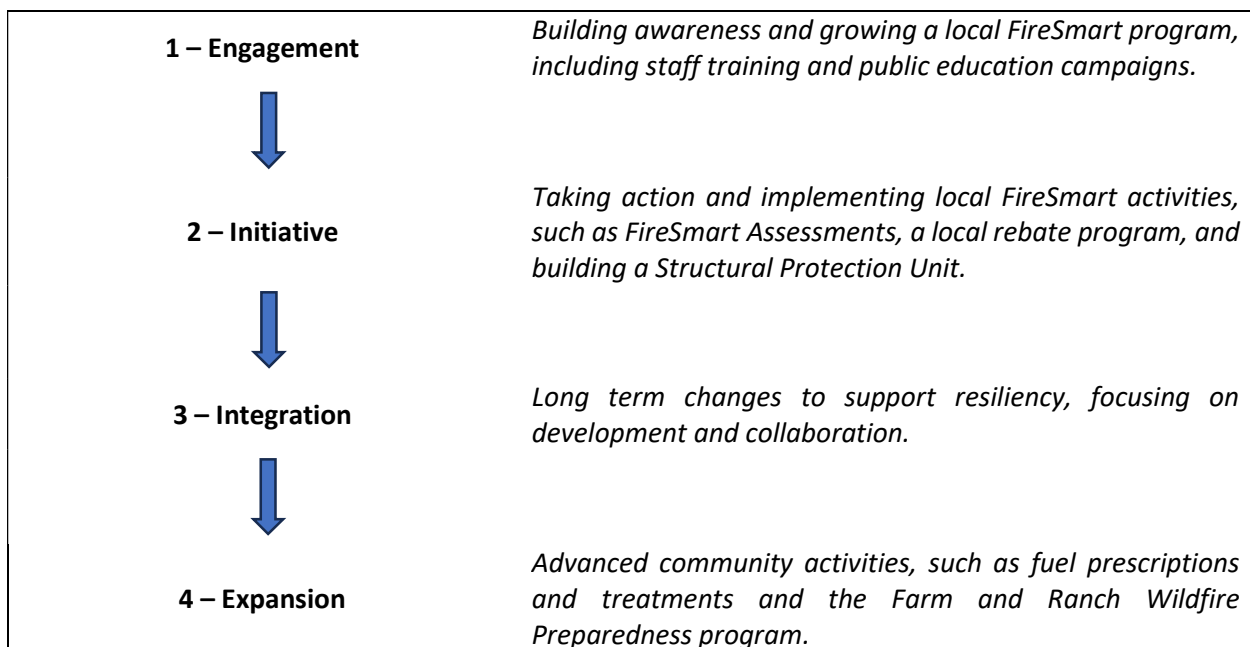 1 – Engagement
Building awareness and growing a local FireSmart program,
including staff training and public education campaigns.
2 – Initiative
Taking action and implementing local FireSmart activities,
such as FireSmart Assessments, a local rebate program, and
building a Structural Protection Unit.
3 – Integration
Long term changes to support resiliency, focusing on
development and collaboration.
4 – Expansion
Advanced community activities, such as fuel prescriptions
and treatments and the Farm and Ranch Wildfire
Preparedness program.